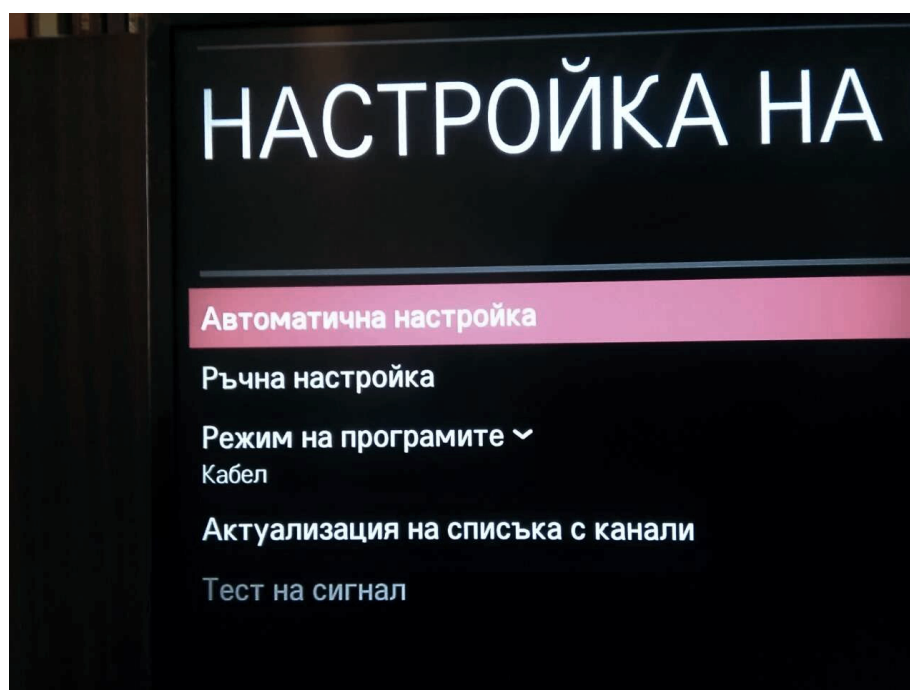 НАСТРОЙКА НА
Автоматична настройка
Ръчна настройка
Режим на програмите
Кабел
Актуализация на списъка с канали
Тест на сигнал